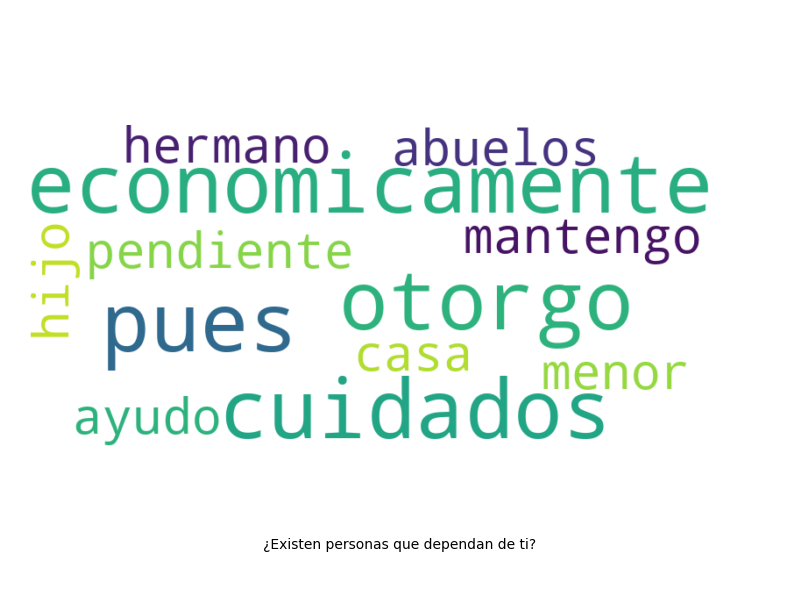 hermano abuelos
economicamente
hijo
pendiente mantengo
pues otorgo
casa menor
ayudo cuidados
¿Existen personas que dependan de ti?